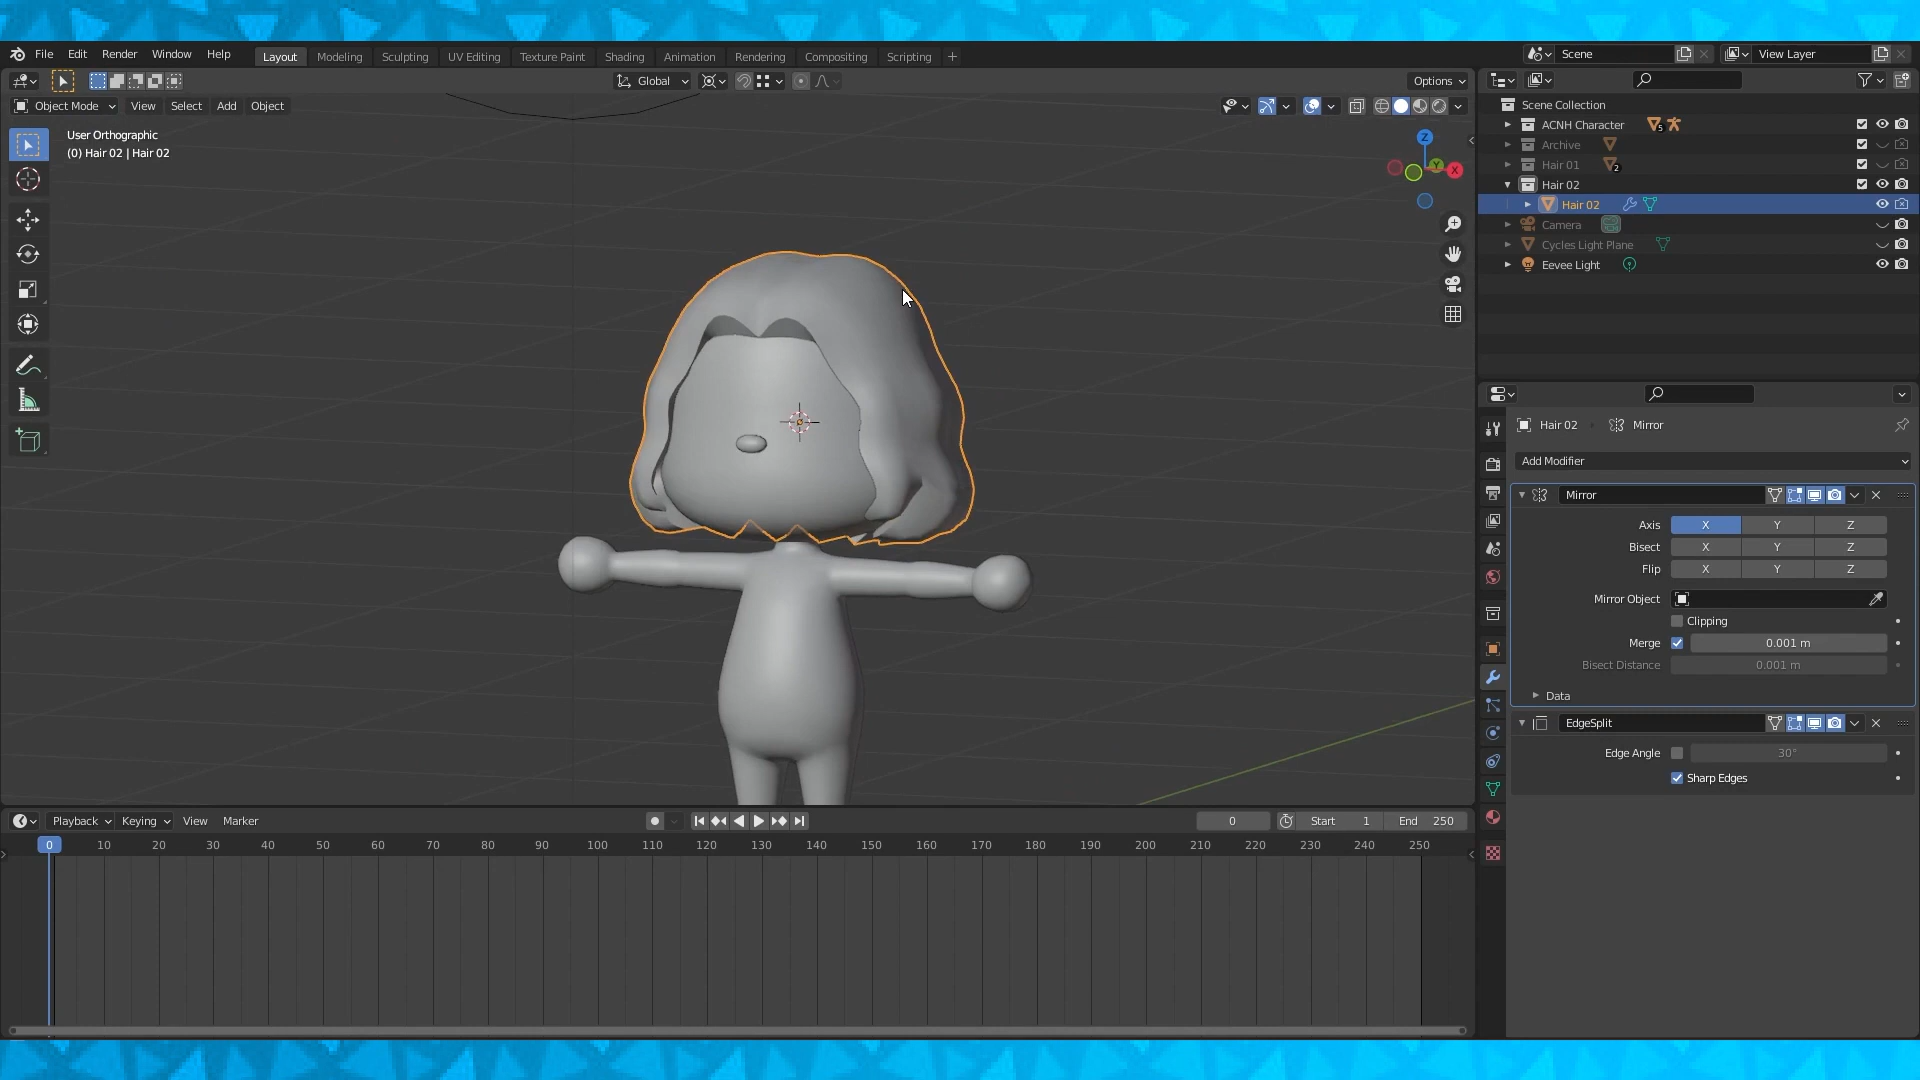 File Edit Render Window Help Layout Modeling Sculpting UV Editing Texture Paint Shading Animation Rendering Compositing Scripting + Scene View Layer
Global Options
Object Mode View Select Add Object
User Orthographic
(0) Hair 02 | Hair 02
Z
Y
X
Scene Collection
ACNH Character 5
Archive
Hair 01 2
Hair 02
Hair 02
Camera
Cycles Light Plane
Eevee Light
Hair 02 Mirror
Add Modifier
Mirror
Axis X Y Z
Bisect X Y Z
Flip X Y Z
Mirror Object
Clipping
Merge 0.001 m
Bisect Distance 0.001 m
Data
EdgeSplit
Edge Angle 30°
Sharp Edges
Playback Keying View Marker 0 Start 1 End 250
0 10 20 30 40 50 60 70 80 90 100 110 120 130 140 150 160 170 180 190 200 210 220 230 240 250